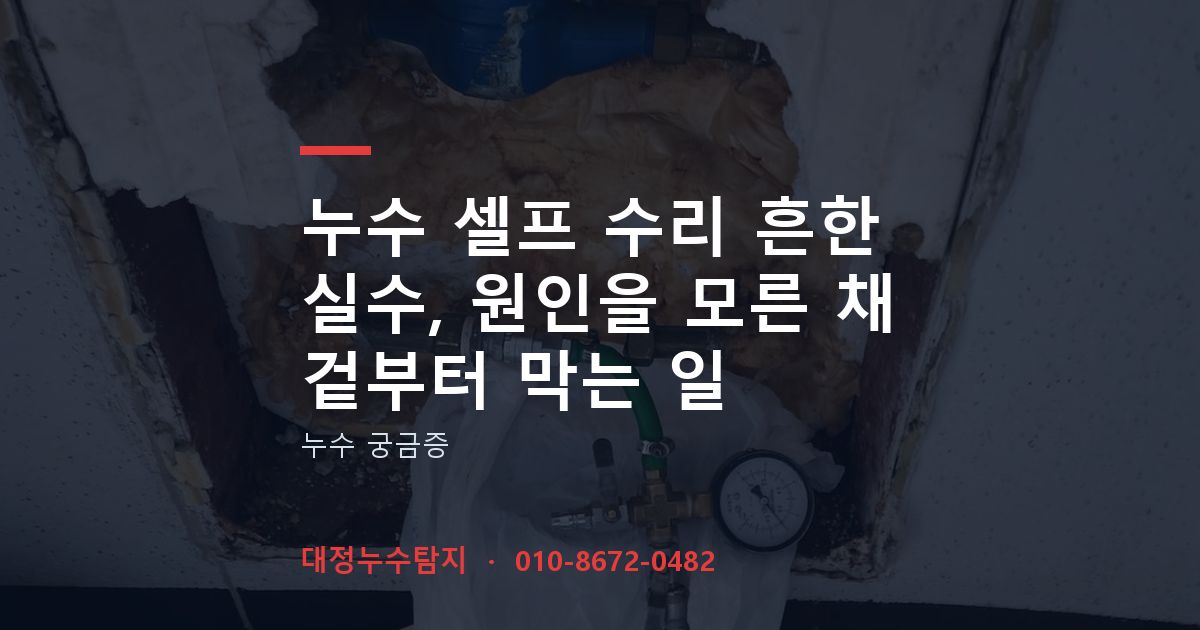 누수 셀프 수리 흔한
실수, 원인을 모른 채
겉부터 막는 일
누수 궁금증
대정누수탐지 · 010-8672-0482